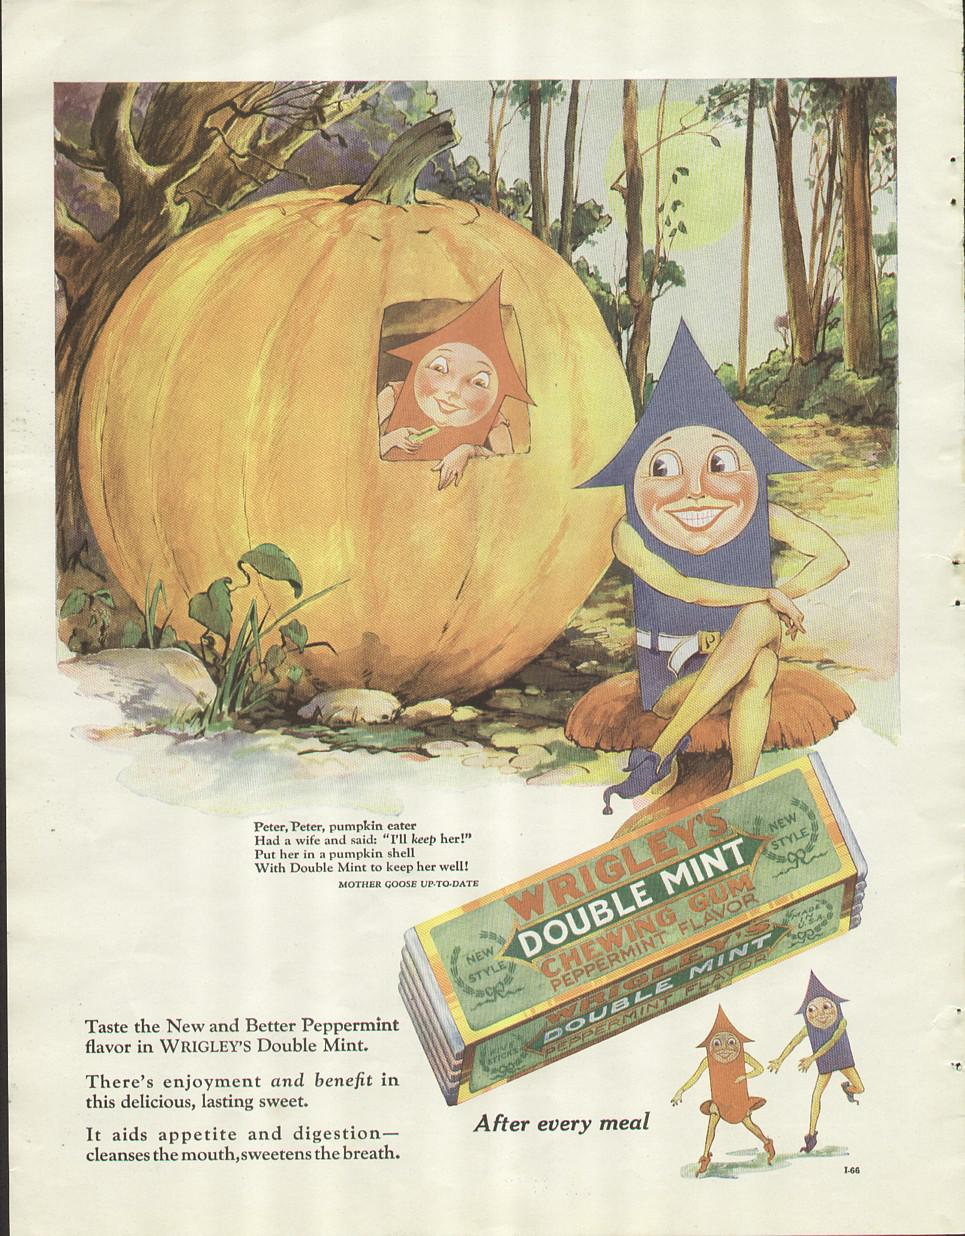 Peter, Peter, pumpkin eater
Had a wife and said: "I'll keep her!"
Put her in a pumpkin shell
With Double Mint to keep her well!
MOTHER GOOSE UP-TO-DATE
P
WRIGLEY'S
DOUBLE MINT
CHEWING GUM
PEPPERMINT FLAVOR
NEW
STYLE
NEW
STYLE
WRIGLEY'S
DOUBLE MINT
PEPPERMINT FLAVOR
FIVE
STICKS
MADE
IN
U.S.A.
Taste the New and Better Peppermint
flavor in WRIGLEY'S Double Mint.
There's enjoyment and benefit in
this delicious, lasting sweet.
It aids appetite and digestion—
cleanses the mouth, sweetens the breath.
After every meal
I-66